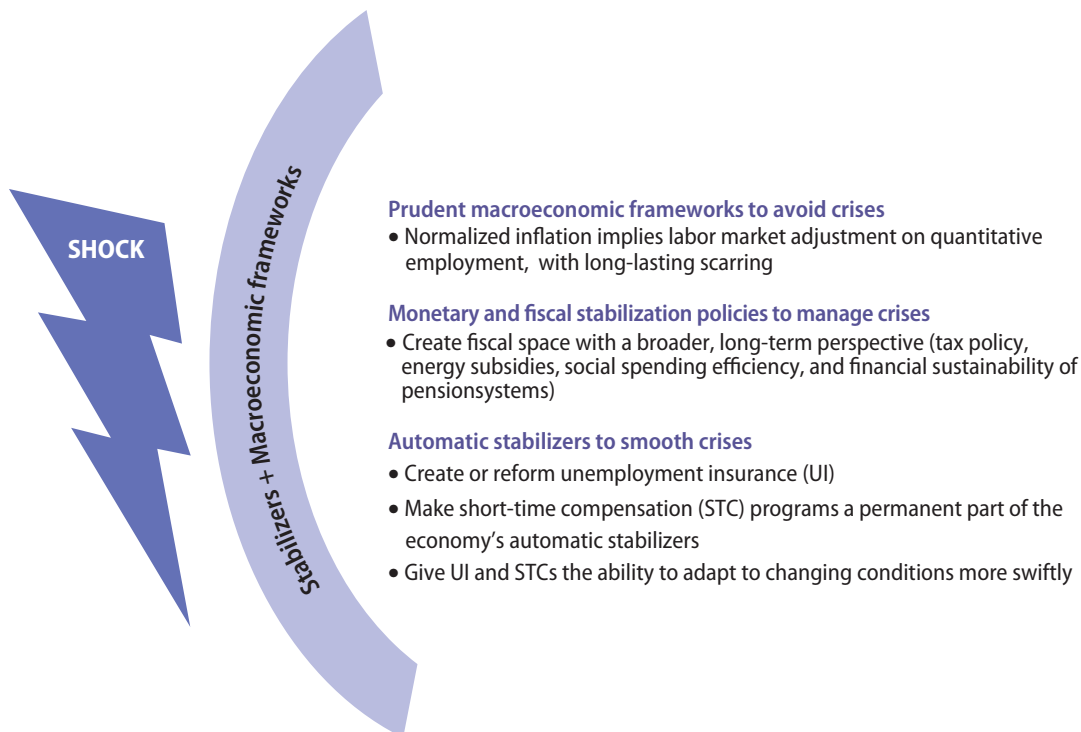 SHOCK
Stabilizers + Macroeconomic frameworks
Prudent macroeconomic frameworks to avoid crises
• Normalized inflation implies labor market adjustment on quantitative
employment, with long-lasting scarring
Monetary and fiscal stabilization policies to manage crises
• Create fiscal space with a broader, long-term perspective (tax policy,
energy subsidies, social spending efficiency, and financial sustainability of
pensionsystems)
Automatic stabilizers to smooth crises
• Create or reform unemployment insurance (UI)
• Make short-time compensation (STC) programs a permanent part of the
economy’s automatic stabilizers
• Give UI and STCs the ability to adapt to changing conditions more swiftly